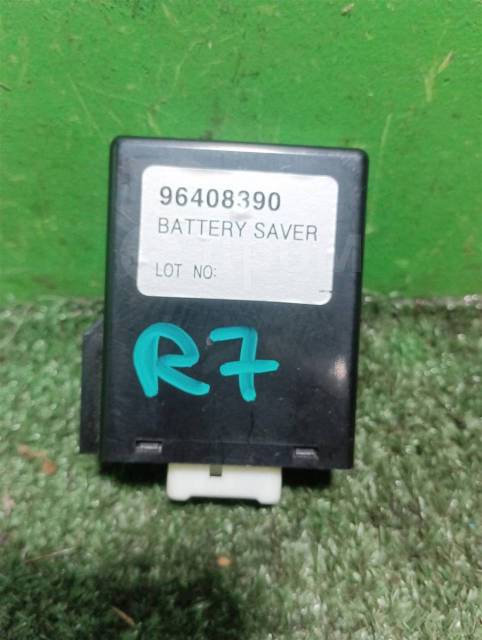 96408390
BATTERY SAVER
LOT NO:
R7